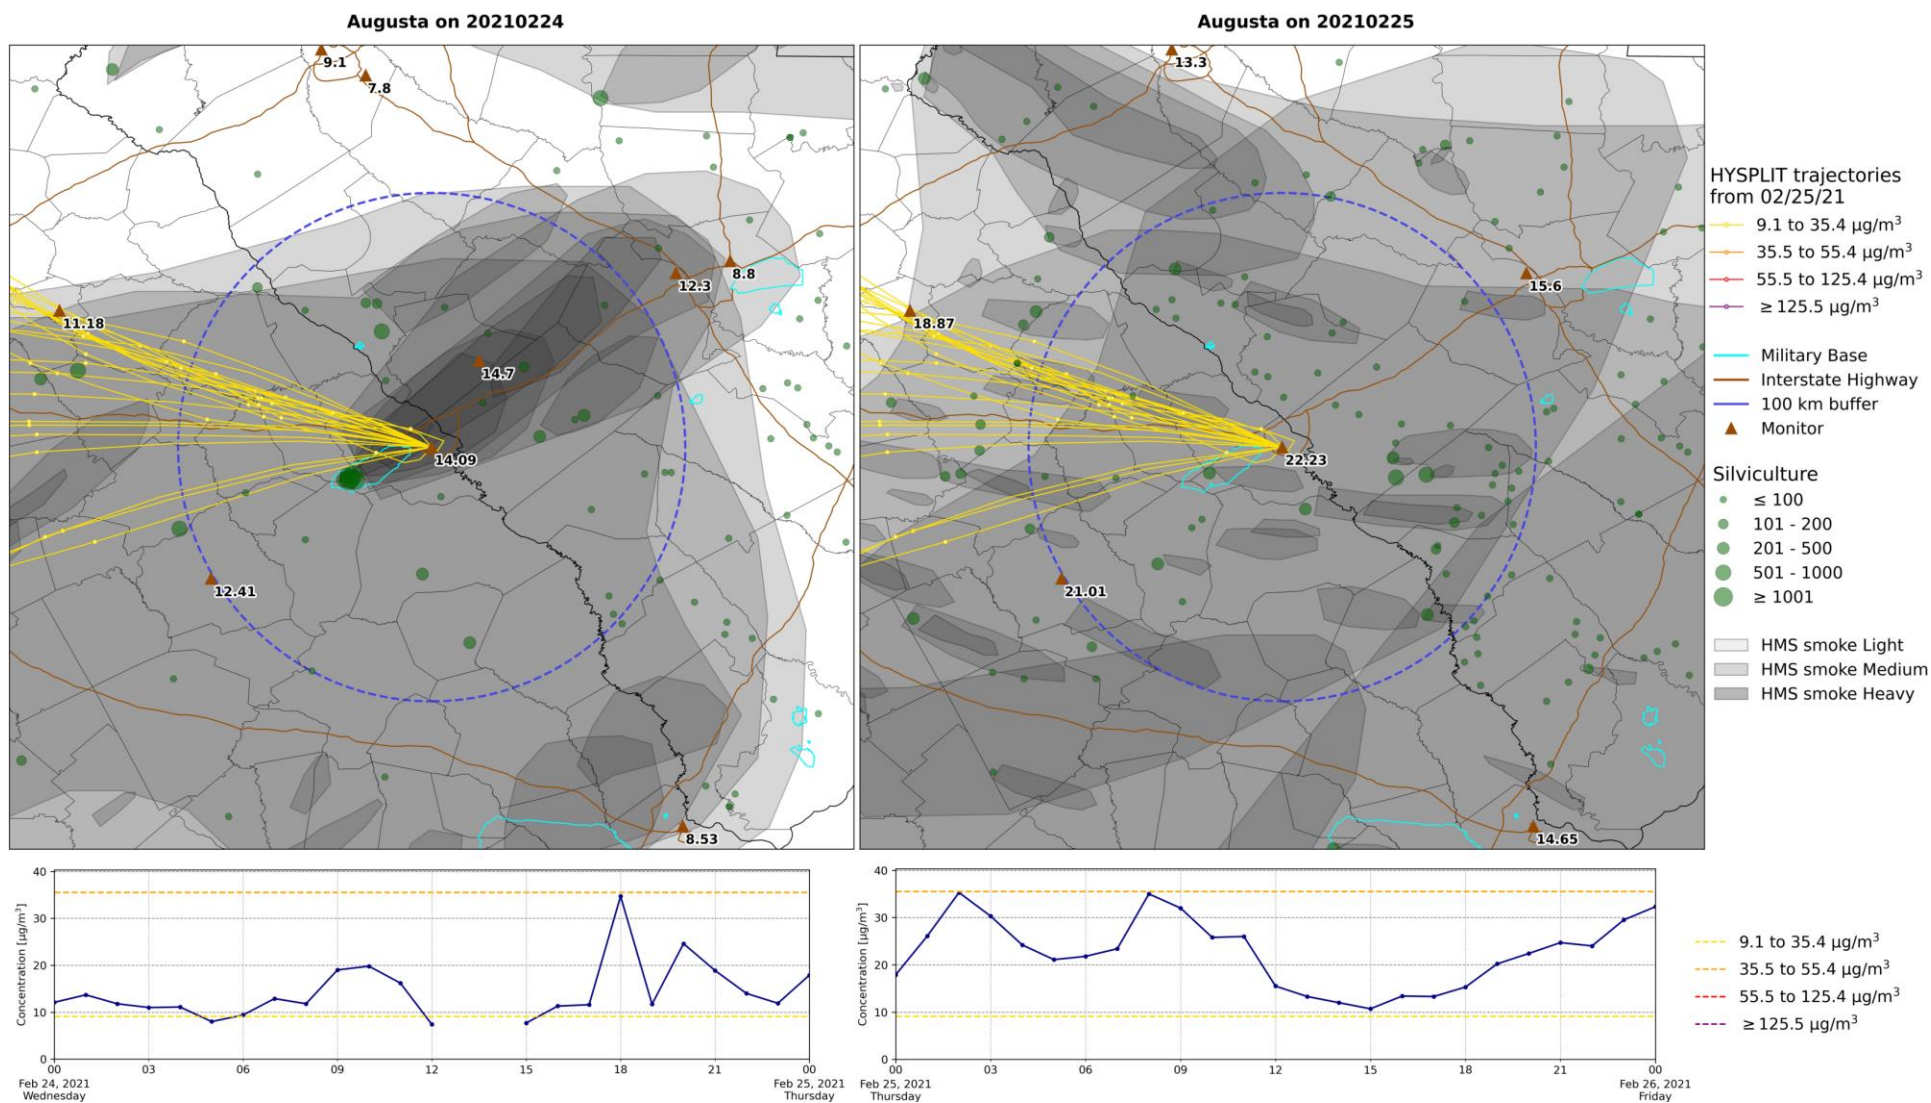 Augusta on 20210224
Augusta on 20210225
9.1
7.8
8.8
12.3
11.18
14.7
14.09
12.41
8.53
13.3
15.6
18.87
22.23
21.01
14.65
HYSPLIT trajectories
from 02/25/21
9.1 to 35.4 µg/m³
35.5 to 55.4 µg/m³
55.5 to 125.4 µg/m³
≥ 125.5 µg/m³
Military Base
Interstate Highway
100 km buffer
Monitor
Silviculture
≤ 100
101 - 200
201 - 500
501 - 1000
≥ 1001
HMS smoke Light
HMS smoke Medium
HMS smoke Heavy
Concentration [µg/m³]
40
30
20
10
0
00 03 06 09 12 15 18 21 00
Feb 24, 2021 Feb 25, 2021
Wednesday Thursday
Concentration [µg/m³]
40
30
20
10
0
00 03 06 09 12 15 18 21 00
Feb 25, 2021 Feb 26, 2021
Thursday Friday
9.1 to 35.4 µg/m³
35.5 to 55.4 µg/m³
55.5 to 125.4 µg/m³
≥ 125.5 µg/m³